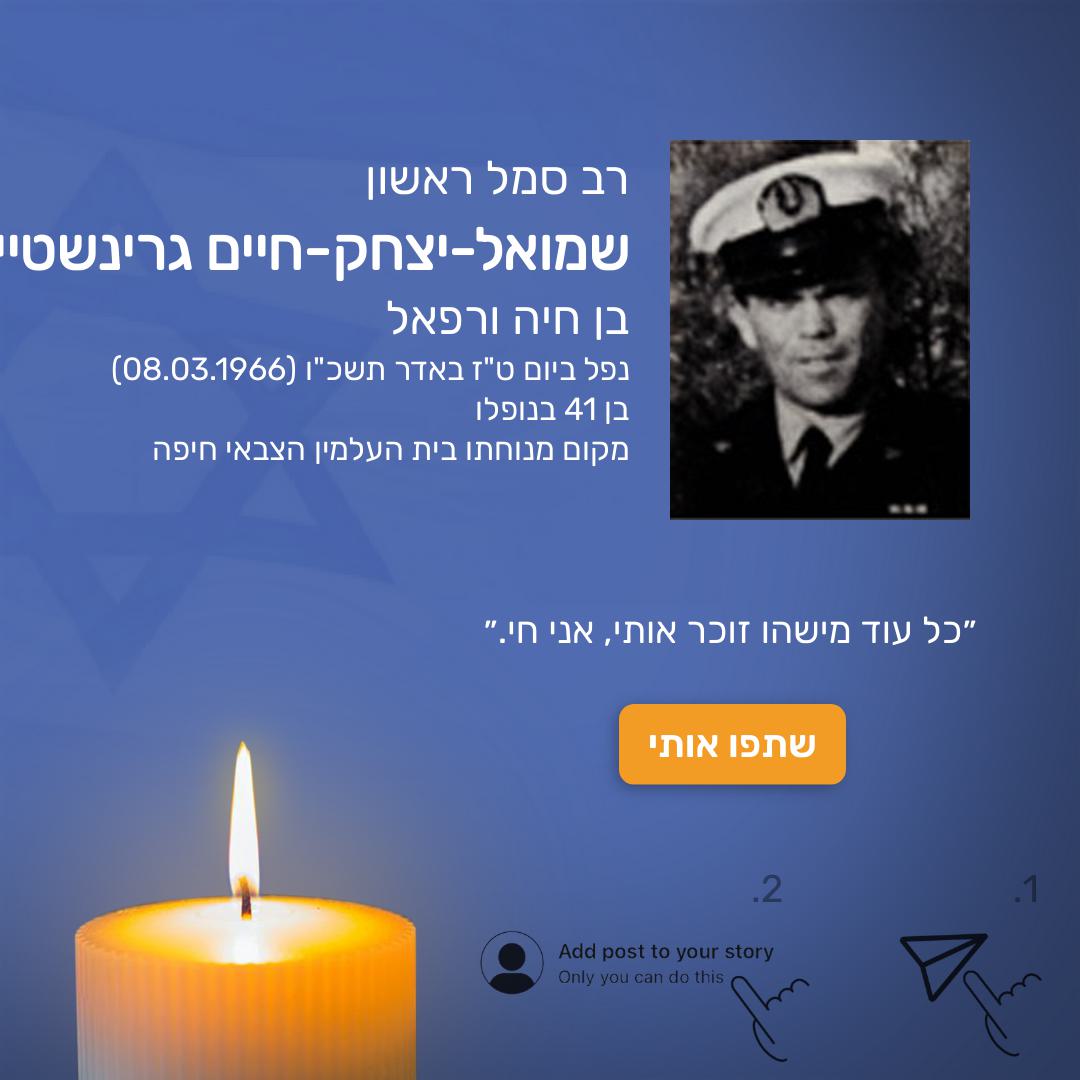 רב סמל ראשון
שמואל-יצחק-חיים גרינשטיי
בן חיה ורפאל
נפל ביום ט"ז באדר תשכ"ו (08.03.1966)
בן 41 בנופלו
מקום מנוחתו בית העלמין הצבאי חיפה
״כל עוד מישהו זוכר אותי, אני חי.״
שתפו אותי
.1
.2
Add post to your story
Only you can do this